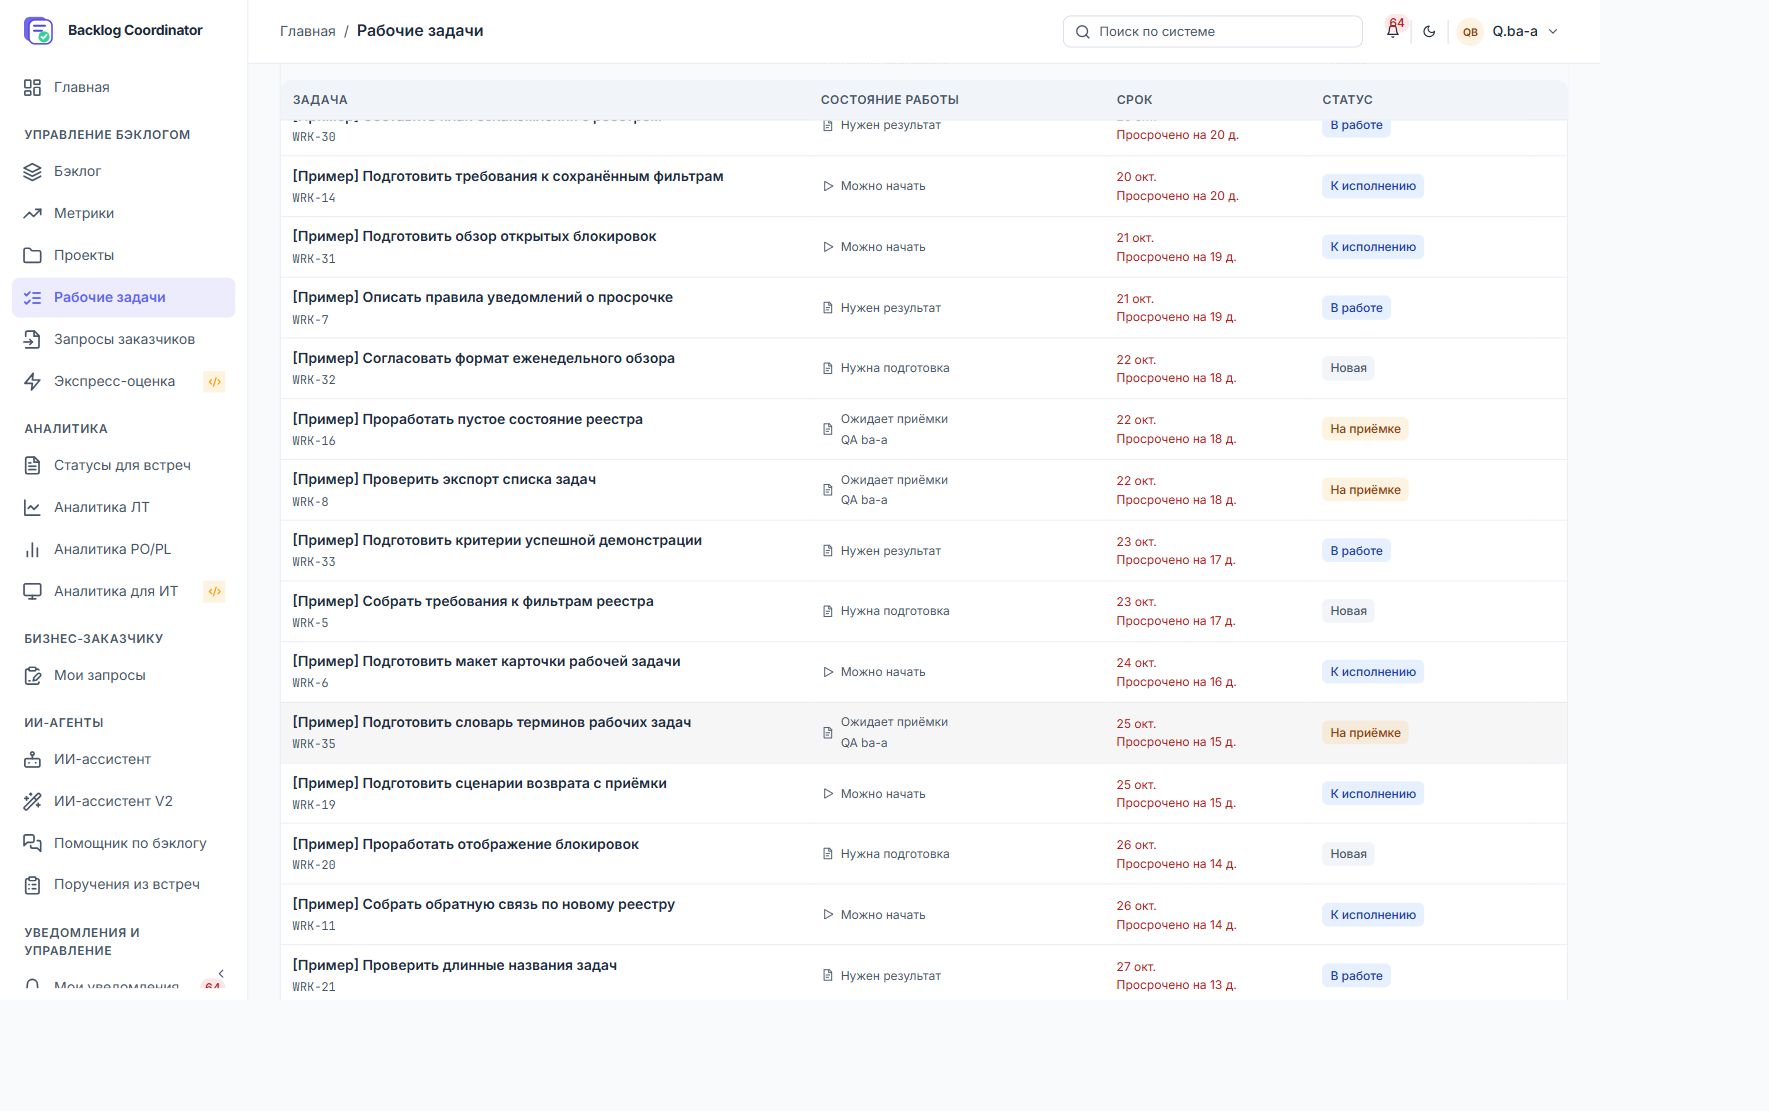 Backlog Coordinator
Главная / Рабочие задачи
Поиск по системе
64
QB
Q.ba-a
Главная
УПРАВЛЕНИЕ БЭКЛОГОМ
Бэклог
Метрики
Проекты
Рабочие задачи
Запросы заказчиков
Экспресс-оценка
АНАЛИТИКА
Статусы для встреч
Аналитика ЛТ
Аналитика PO/PL
Аналитика для ИТ
БИЗНЕС-ЗАКАЗЧИКУ
Мои запросы
ИИ-АГЕНТЫ
ИИ-ассистент
ИИ-ассистент V2
Помощник по бэклогу
Поручения из встреч
УВЕДОМЛЕНИЯ И
УПРАВЛЕНИЕ
Мои уведомления 64
ЗАДАЧА СОСТОЯНИЕ РАБОТЫ СРОК СТАТУС
WRK-30
Нужен результат
Просрочено на 20 д.
В работе
[Пример] Подготовить требования к сохранённым фильтрам
WRK-14
Можно начать
20 окт.
Просрочено на 20 д.
К исполнению
[Пример] Подготовить обзор открытых блокировок
WRK-31
Можно начать
21 окт.
Просрочено на 19 д.
К исполнению
[Пример] Описать правила уведомлений о просрочке
WRK-7
Нужен результат
21 окт.
Просрочено на 19 д.
В работе
[Пример] Согласовать формат еженедельного обзора
WRK-32
Нужна подготовка
22 окт.
Просрочено на 18 д.
Новая
[Пример] Проработать пустое состояние реестра
WRK-16
Ожидает приёмки
QA ba-a
22 окт.
Просрочено на 18 д.
На приёмке
[Пример] Проверить экспорт списка задач
WRK-8
Ожидает приёмки
QA ba-a
22 окт.
Просрочено на 18 д.
На приёмке
[Пример] Подготовить критерии успешной демонстрации
WRK-33
Нужен результат
23 окт.
Просрочено на 17 д.
В работе
[Пример] Собрать требования к фильтрам реестра
WRK-5
Нужна подготовка
23 окт.
Просрочено на 17 д.
Новая
[Пример] Подготовить макет карточки рабочей задачи
WRK-6
Можно начать
24 окт.
Просрочено на 16 д.
К исполнению
[Пример] Подготовить словарь терминов рабочих задач
WRK-35
Ожидает приёмки
QA ba-a
25 окт.
Просрочено на 15 д.
На приёмке
[Пример] Подготовить сценарии возврата с приёмки
WRK-19
Можно начать
25 окт.
Просрочено на 15 д.
К исполнению
[Пример] Проработать отображение блокировок
WRK-20
Нужна подготовка
26 окт.
Просрочено на 14 д.
Новая
[Пример] Собрать обратную связь по новому реестру
WRK-11
Можно начать
26 окт.
Просрочено на 14 д.
К исполнению
[Пример] Проверить длинные названия задач
WRK-21
Нужен результат
27 окт.
Просрочено на 13 д.
В работе